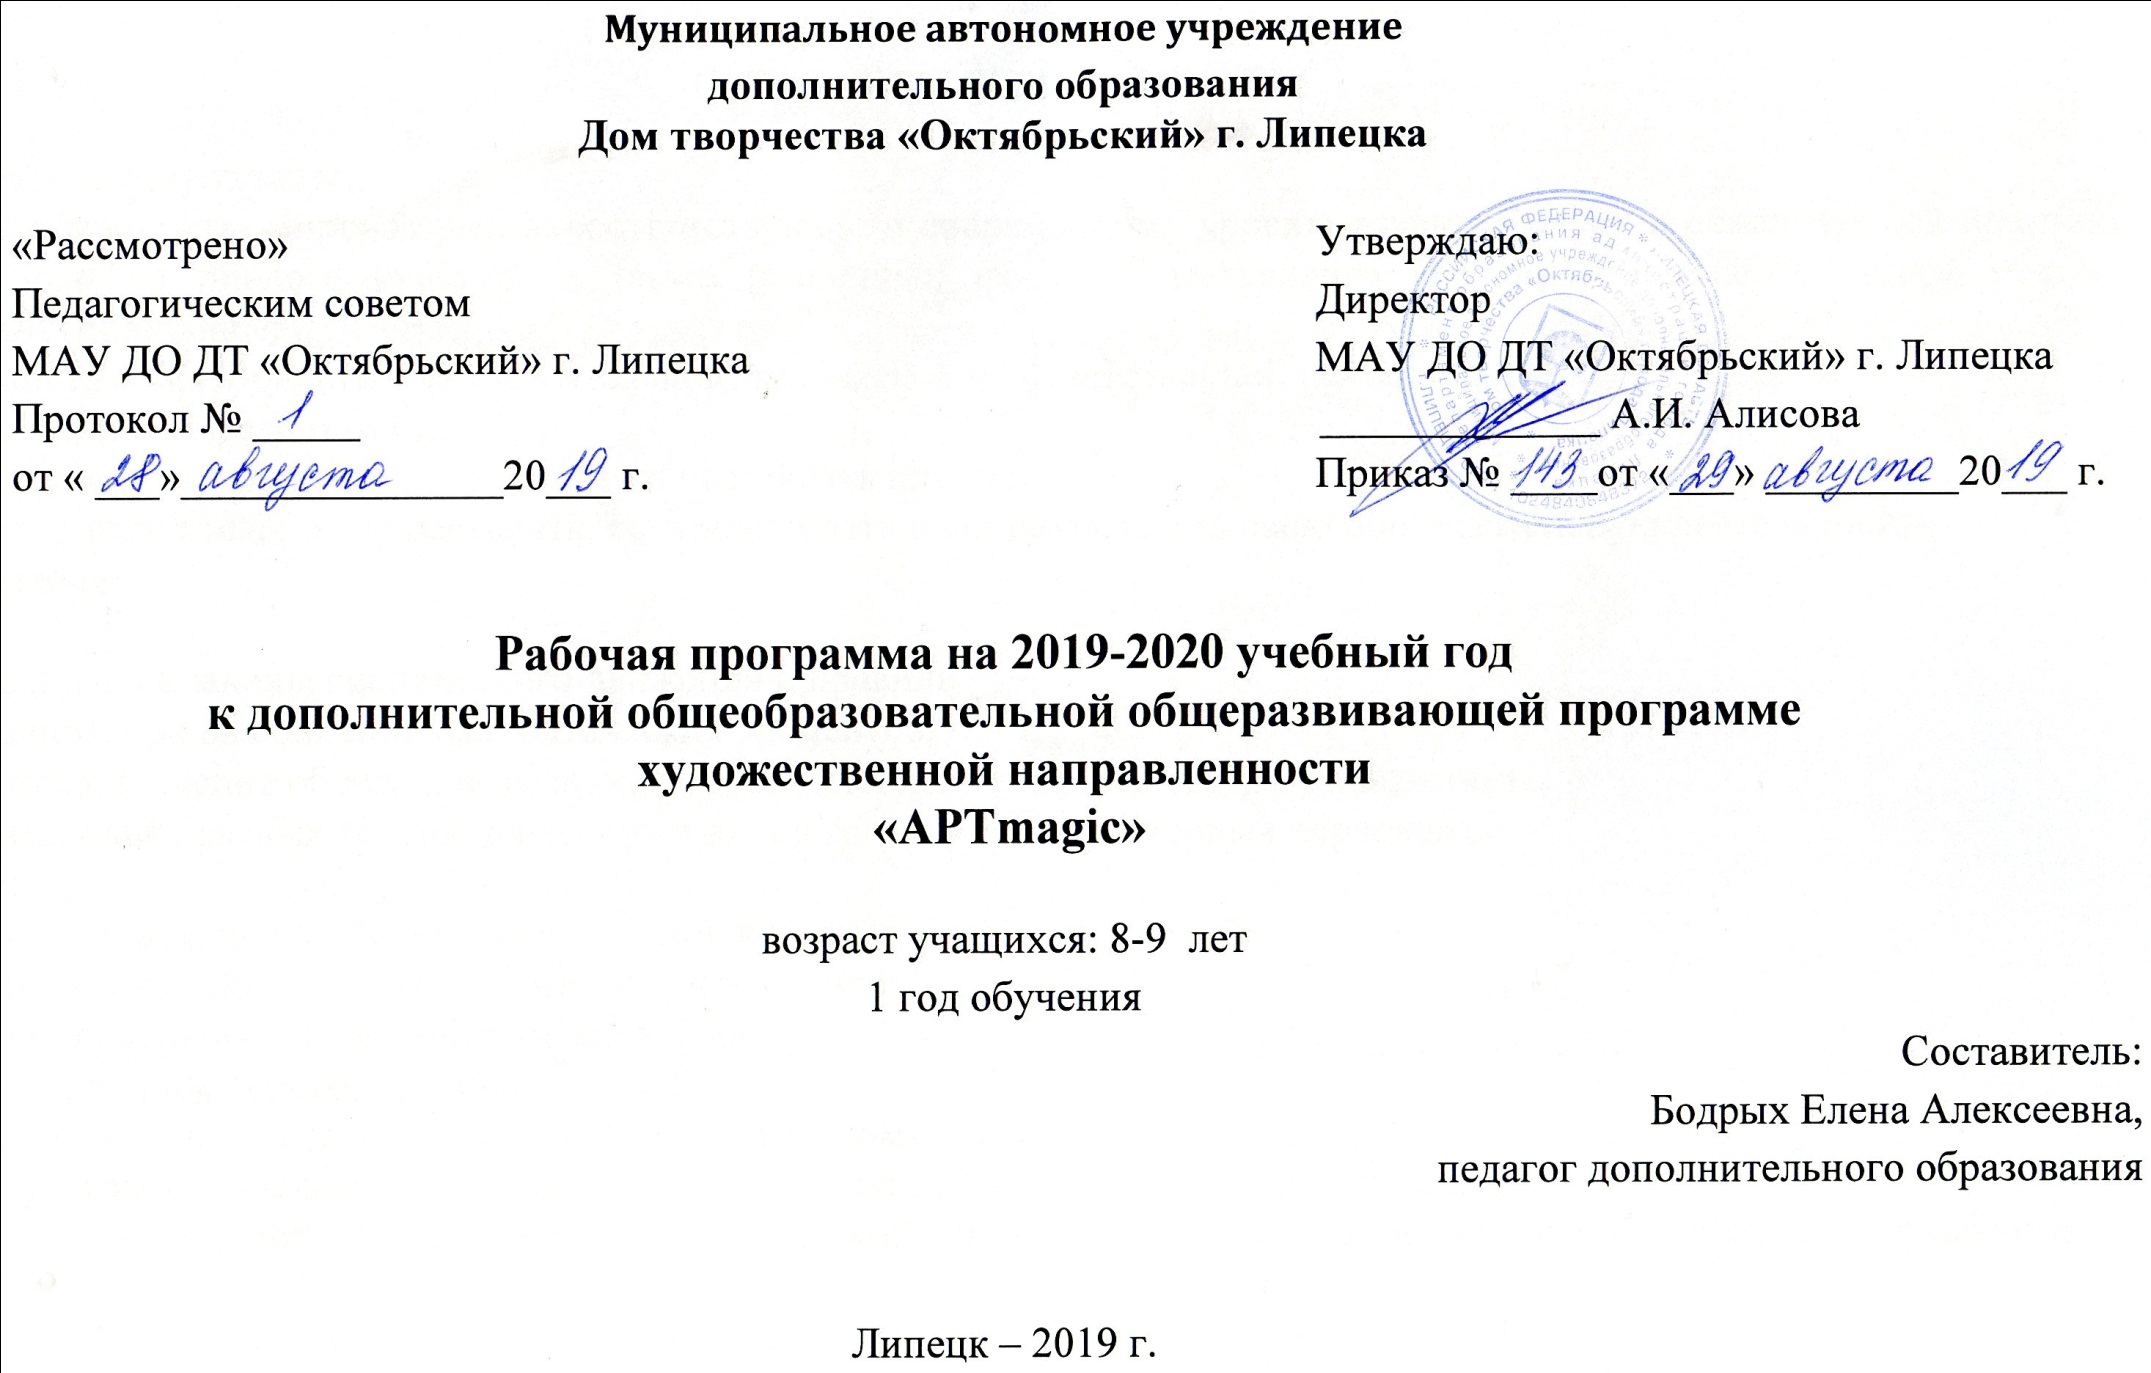 Муниципальное автономное учреждение
дополнительного образования
Дом творчества «Октябрьский» г. Липецка
«Рассмотрено»
Педагогическим советом
МАУ ДО ДТ «Октябрьский» г. Липецка
Протокол № 1
от « 28 » августа 2019 г.
Утверждаю:
Директор
МАУ ДО ДТ «Октябрьский» г. Липецка
А.И. Алисова
Приказ № 143 от « 29 » августа 2019 г.
РОССИЙСКАЯ ФЕДЕРАЦИЯ
Рабочая программа на 2019-2020 учебный год
к дополнительной общеобразовательной общеразвивающей программе
художественной направленности
«АРТmagic»
возраст учащихся: 8-9 лет
1 год обучения
Составитель:
Бодрых Елена Алексеевна,
педагог дополнительного образования
Липецк – 2019 г.